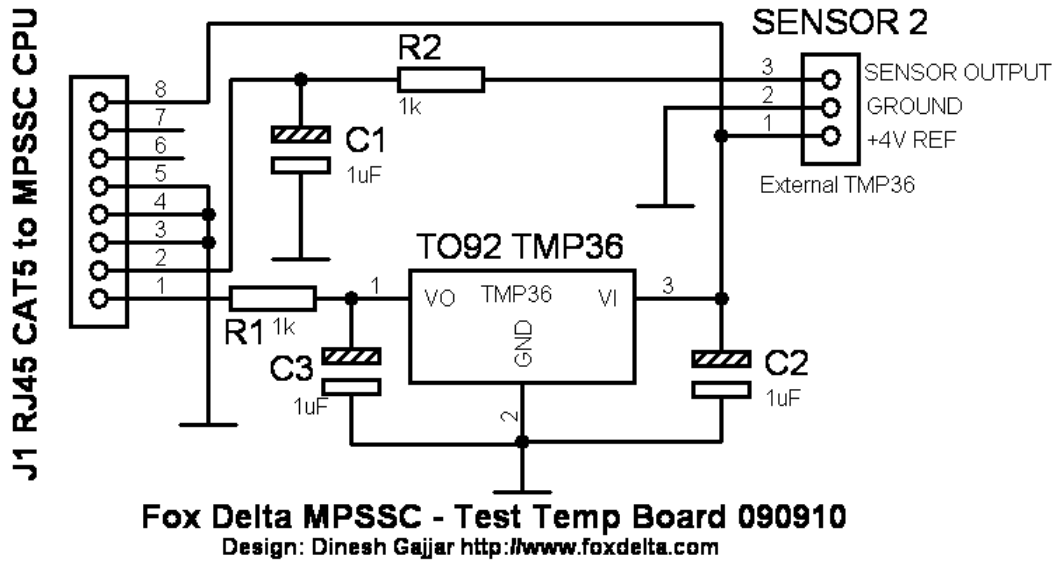 J1 RJ45 CAT5 to MPSSC CPU
8
7
6
5
4
3
2
1
R2
1k
C1
1uF
SENSOR 2
3
SENSOR OUTPUT
2
GROUND
1
+4V REF
External TMP36
TO92 TMP36
1
VO
TMP36
VI
3
GND
2
R1
1k
C3
1uF
C2
1uF
Fox Delta MPSSC - Test Temp Board 090910
Design: Dinesh Gajjar http://www.foxdelta.com